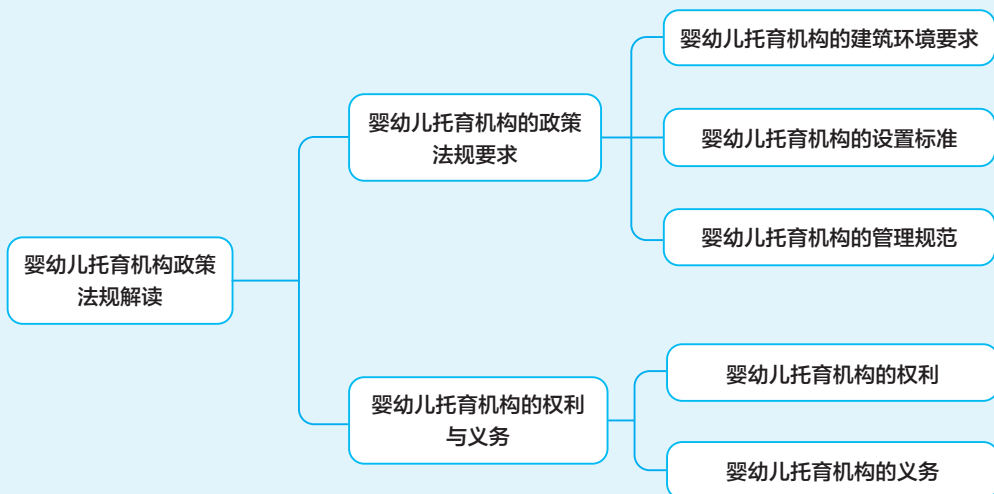 婴幼儿托育机构政策
法规解读
婴幼儿托育机构的政策
法规要求
婴幼儿托育机构的建筑环境要求
婴幼儿托育机构的设置标准
婴幼儿托育机构的管理规范
婴幼儿托育机构的权利
与义务
婴幼儿托育机构的权利
婴幼儿托育机构的义务